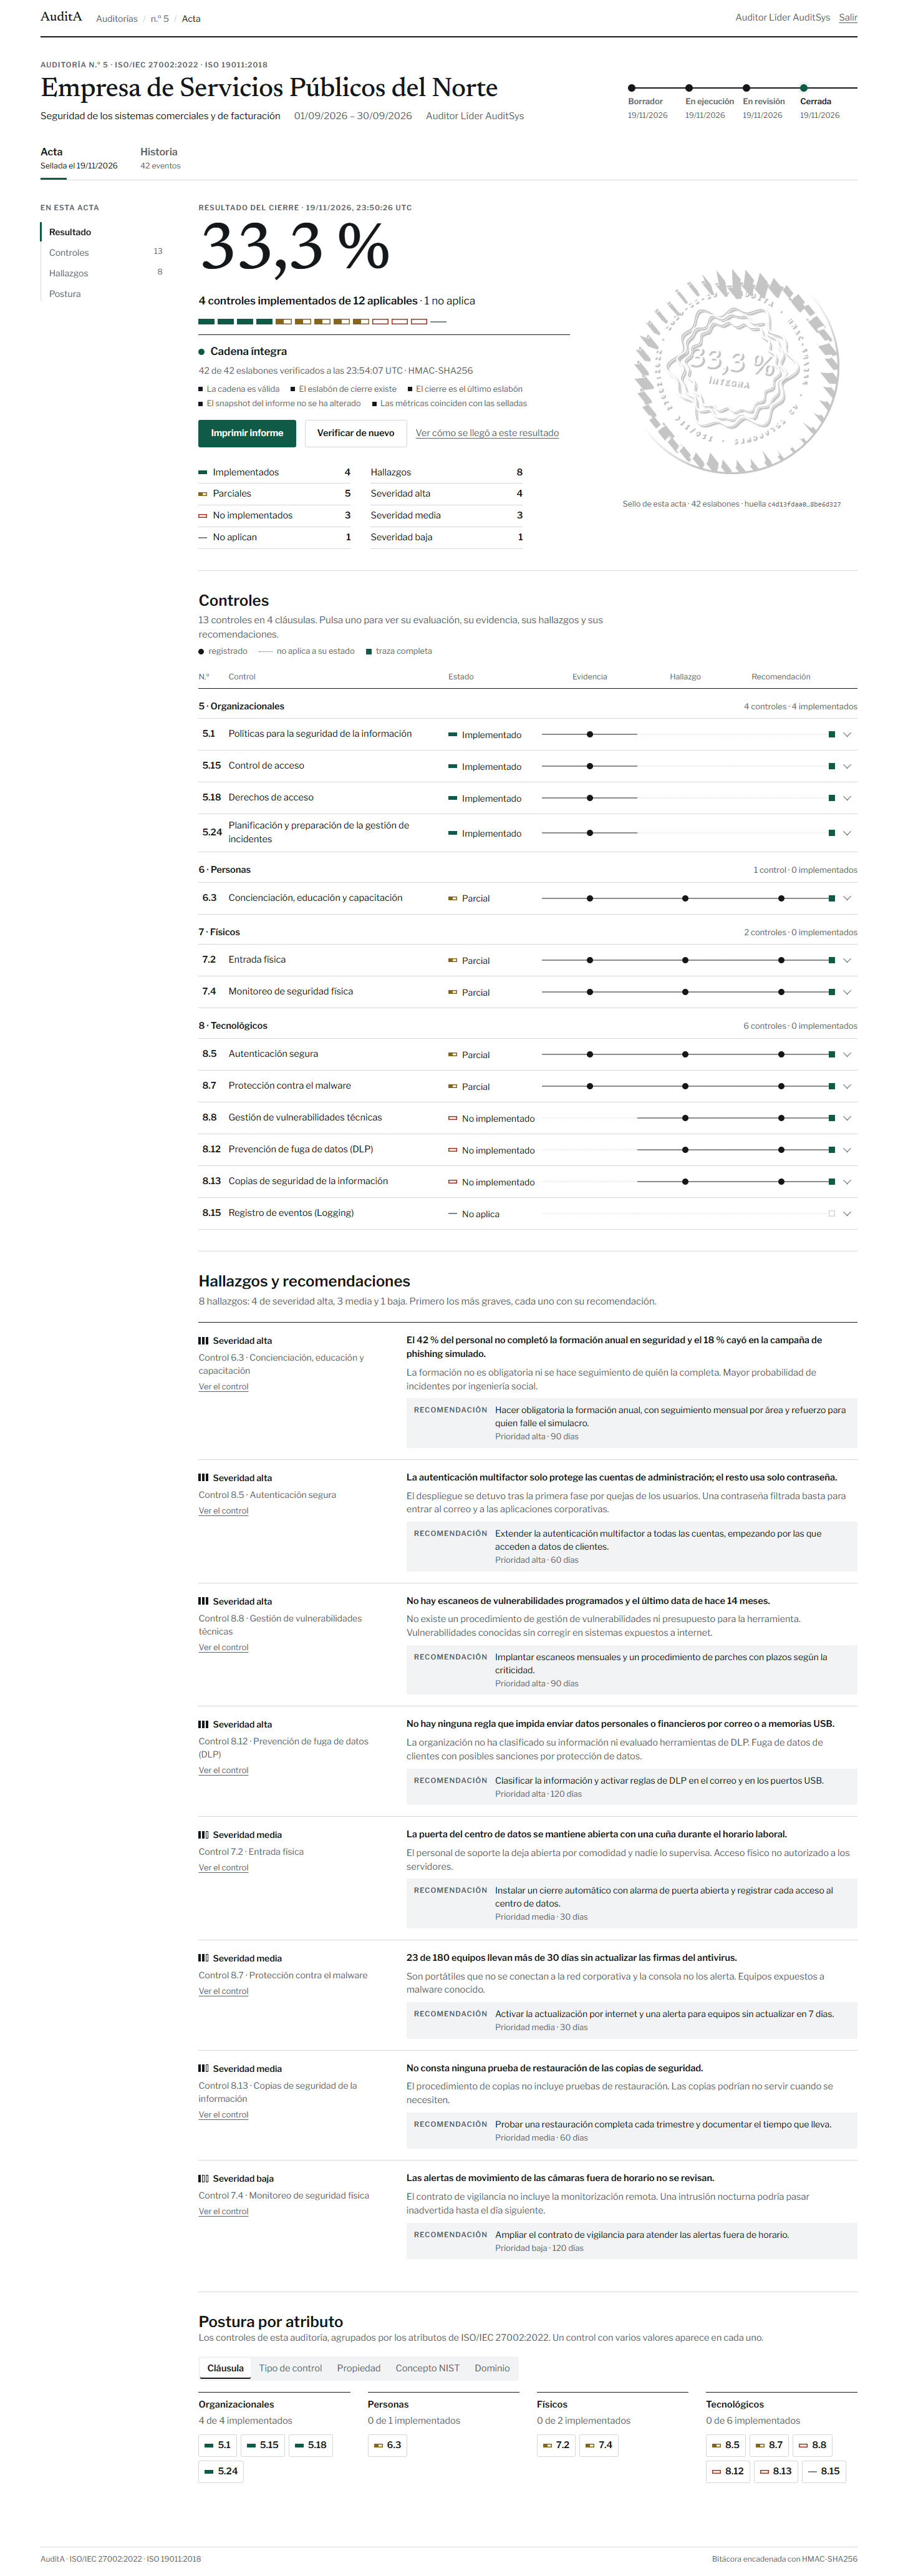 AuditA Auditorías / n.º 5 / Acta
Auditor Líder AuditSys Salir
AUDITORÍA N.º 5 · ISO/IEC 27002:2022 · ISO 19011:2018
Empresa de Servicios Públicos del Norte
Seguridad de los sistemas comerciales y de facturación 01/09/2026 – 30/09/2026 Auditor Líder AuditSys
Borrador En ejecución En revisión Cerrada
19/11/2026 19/11/2026 19/11/2026 19/11/2026
Acta Historia
Sellada el 19/11/2026 42 eventos
EN ESTA ACTA
Resultado
Controles 13
Hallazgos 8
Postura
RESULTADO DEL CIERRE · 19/11/2026, 23:50:26 UTC
33,3 %
4 controles implementados de 12 aplicables · 1 no aplica
Cadena íntegra
42 de 42 eslabones verificados a las 23:54:07 UTC · HMAC-SHA256
La cadena es válida El eslabón de cierre existe El cierre es el último eslabón
El snapshot del informe no se ha alterado Las métricas coinciden con las selladas
Imprimir informe Verificar de nuevo Ver cómo se llegó a este resultado
Implementados 4 Hallazgos 8
Parciales 5 Severidad alta 4
No implementados 3 Severidad media 3
No aplican 1 Severidad baja 1
33,3 %
ÍNTEGRA
Sello de esta acta · 42 eslabones · huella c4d13fdaa0…8be6d327
Controles
13 controles en 4 cláusulas. Pulsa uno para ver su evaluación, su evidencia, sus hallazgos y sus
recomendaciones.
registrado no aplica a su estado traza completa
N.º Control Estado Evidencia Hallazgo Recomendación
5 · Organizacionales 4 controles · 4 implementados
5.1 Políticas para la seguridad de la información Implementado
5.15 Control de acceso Implementado
5.18 Derechos de acceso Implementado
5.24 Planificación y preparación de la gestión de
incidentes Implementado
6 · Personas 1 control · 0 implementados
6.3 Concienciación, educación y capacitación Parcial
7 · Físicos 2 controles · 0 implementados
7.2 Entrada física Parcial
7.4 Monitoreo de seguridad física Parcial
8 · Tecnológicos 6 controles · 0 implementados
8.5 Autenticación segura Parcial
8.7 Protección contra el malware Parcial
8.8 Gestión de vulnerabilidades técnicas No implementado
8.12 Prevención de fuga de datos (DLP) No implementado
8.13 Copias de seguridad de la información No implementado
8.15 Registro de eventos (Logging) No aplica
Hallazgos y recomendaciones
8 hallazgos: 4 de severidad alta, 3 media y 1 baja. Primero los más graves, cada uno con su recomendación.
Severidad alta
Control 6.3 · Concienciación, educación y
capacitación
Ver el control
El 42 % del personal no completó la formación anual en seguridad y el 18 % cayó en la campaña de
phishing simulado.
La formación no es obligatoria ni se hace seguimiento de quién la completa. Mayor probabilidad de
incidentes por ingeniería social.
RECOMENDACIÓN Hacer obligatoria la formación anual, con seguimiento mensual por área y refuerzo para
quien falle el simulacro.
Prioridad alta · 90 días
Severidad alta
Control 8.5 · Autenticación segura
Ver el control
La autenticación multifactor solo protege las cuentas de administración; el resto usa solo contraseña.
El despliegue se detuvo tras la primera fase por quejas de los usuarios. Una contraseña filtrada basta para
entrar al correo y a las aplicaciones corporativas.
RECOMENDACIÓN Extender la autenticación multifactor a todas las cuentas, empezando por las que
acceden a datos de clientes.
Prioridad alta · 60 días
Severidad alta
Control 8.8 · Gestión de vulnerabilidades
técnicas
Ver el control
No hay escaneos de vulnerabilidades programados y el último data de hace 14 meses.
No existe un procedimiento de gestión de vulnerabilidades ni presupuesto para la herramienta.
Vulnerabilidades conocidas sin corregir en sistemas expuestos a internet.
RECOMENDACIÓN Implantar escaneos mensuales y un procedimiento de parches con plazos según la
criticidad.
Prioridad alta · 90 días
Severidad alta
Control 8.12 · Prevención de fuga de datos
(DLP)
Ver el control
No hay ninguna regla que impida enviar datos personales o financieros por correo o a memorias USB.
La organización no ha clasificado su información ni evaluado herramientas de DLP. Fuga de datos de
clientes con posibles sanciones por protección de datos.
RECOMENDACIÓN Clasificar la información y activar reglas de DLP en el correo y en los puertos USB.
Prioridad alta · 120 días
Severidad media
Control 7.2 · Entrada física
Ver el control
La puerta del centro de datos se mantiene abierta con una cuña durante el horario laboral.
El personal de soporte la deja abierta por comodidad y nadie lo supervisa. Acceso físico no autorizado a los
servidores.
RECOMENDACIÓN Instalar un cierre automático con alarma de puerta abierta y registrar cada acceso al
centro de datos.
Prioridad media · 30 días
Severidad media
Control 8.7 · Protección contra el malware
Ver el control
23 de 180 equipos llevan más de 30 días sin actualizar las firmas del antivirus.
Son portátiles que no se conectan a la red corporativa y la consola no los alerta. Equipos expuestos a
malware conocido.
RECOMENDACIÓN Activar la actualización por internet y una alerta para equipos sin actualizar en 7 días.
Prioridad media · 30 días
Severidad media
Control 8.13 · Copias de seguridad de la
información
Ver el control
No consta ninguna prueba de restauración de las copias de seguridad.
El procedimiento de copias no incluye pruebas de restauración. Las copias podrían no servir cuando se
necesiten.
RECOMENDACIÓN Probar una restauración completa cada trimestre y documentar el tiempo que lleva.
Prioridad media · 60 días
Severidad baja
Control 7.4 · Monitoreo de seguridad física
Ver el control
Las alertas de movimiento de las cámaras fuera de horario no se revisan.
El contrato de vigilancia no incluye la monitorización remota. Una intrusión nocturna podría pasar
inadvertida hasta el día siguiente.
RECOMENDACIÓN Ampliar el contrato de vigilancia para atender las alertas fuera de horario.
Prioridad baja · 120 días
Postura por atributo
Los controles de esta auditoría, agrupados por los atributos de ISO/IEC 27002:2022. Un control con varios valores aparece en cada uno.
Cláusula Tipo de control Propiedad Concepto NIST Dominio
Organizacionales Personas Físicos Tecnológicos
4 de 4 implementados 0 de 1 implementados 0 de 2 implementados 0 de 6 implementados
5.1 5.15 5.18 6.3 7.2 7.4 8.5 8.7 8.8
5.24 8.12 8.13 8.15
AuditA · ISO/IEC 27002:2022 · ISO 19011:2018
Bitácora encadenada con HMAC-SHA256